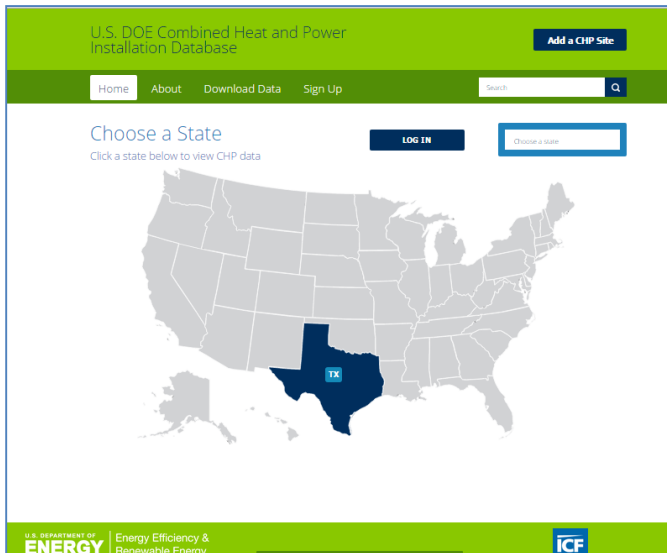 U.S. DOE Combined Heat and Power
Installation Database
Add a CHP Site
Home About Download Data Sign Up
Search
Choose a State
LOG IN
Choose a state
Click a state below to view CHP data
TX
U.S. DEPARTMENT OF
ENERGY
Energy Efficiency &
Renewable Energy
ICF